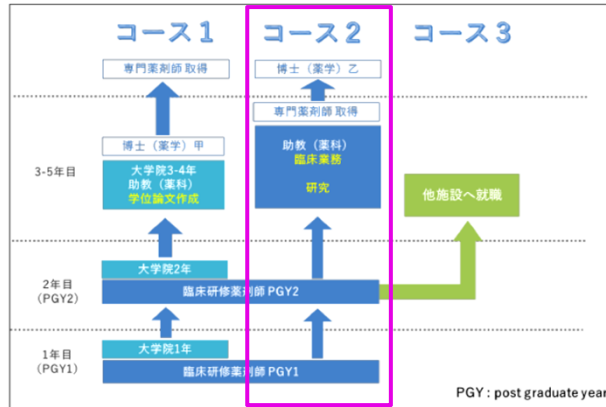 コース1
コース2
コース3
専門薬剤師 取得
博士（薬学）乙
専門薬剤師 取得
博士（薬学）甲
3-5年目
大学院3-4年
助教（薬科）
学位論文作成
助教（薬科）
臨床業務
研究
他施設へ就職
大学院2年
2年目
（PGY2）
臨床研修薬剤師 PGY2
大学院1年
1年目
（PGY1）
臨床研修薬剤師 PGY1
PGY : post graduate year